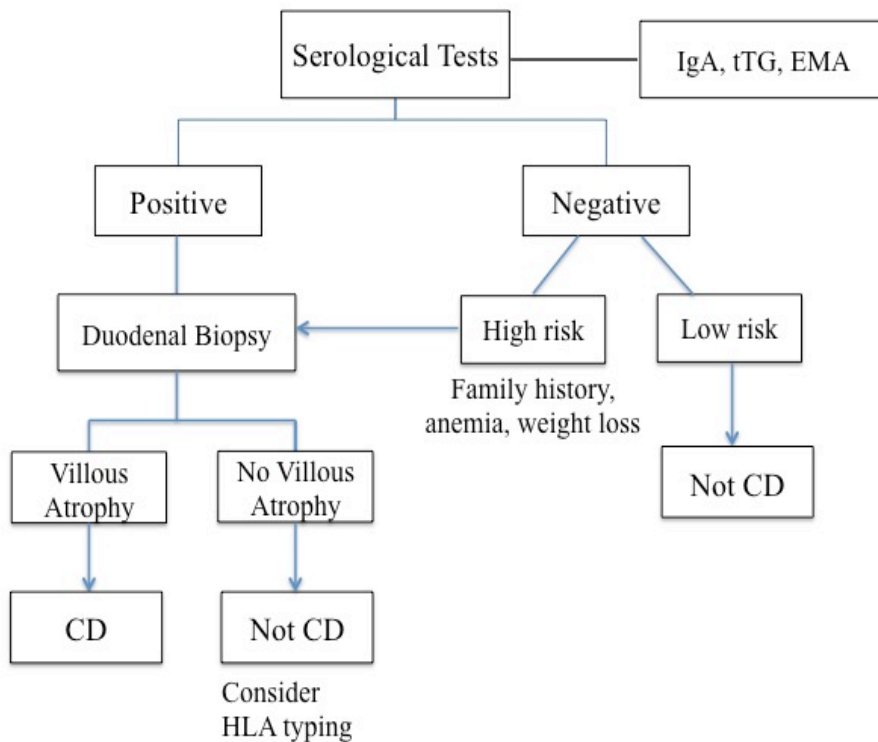 Serological Tests
IgA, tTG, EMA
Positive
Negative
Duodenal Biopsy
High risk
Low risk
Family history,
anemia, weight loss
Villous
Atrophy
No Villous
Atrophy
Not CD
CD
Not CD
Consider
HLA typing